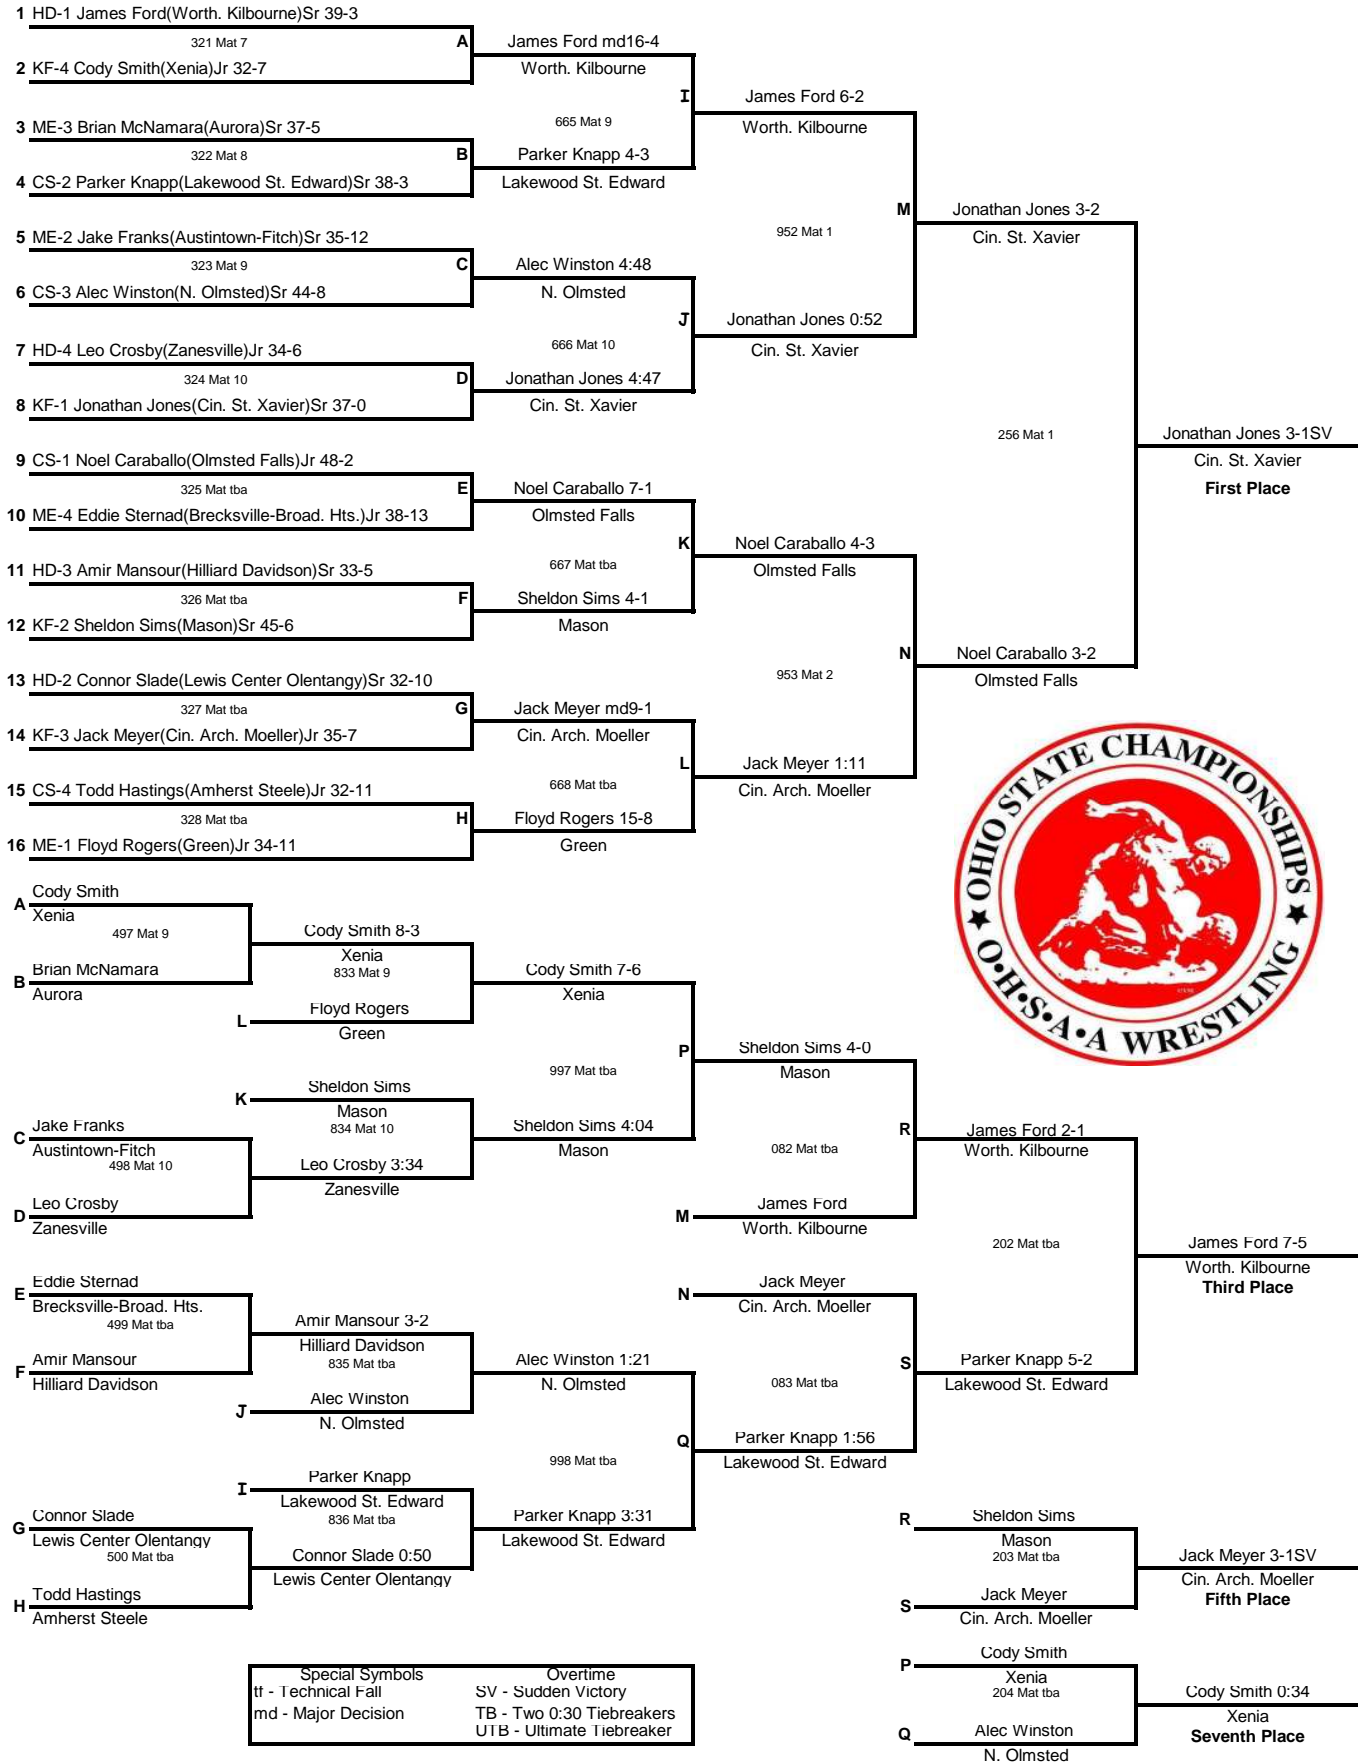 1 HD-1 James Ford(Worth. Kilbourne)Sr 39-3
321 Mat 7
A
2 KF-4 Cody Smith(Xenia)Jr 32-7
James Ford md16-4
Worth. Kilbourne
3 ME-3 Brian McNamara(Aurora)Sr 37-5
322 Mat 8
B
4 CS-2 Parker Knapp(Lakewood St. Edward)Sr 38-3
Parker Knapp 4-3
Lakewood St. Edward
665 Mat 9
I
James Ford 6-2
Worth. Kilbourne
5 ME-2 Jake Franks(Austintown-Fitch)Sr 35-12
323 Mat 9
C
6 CS-3 Alec Winston(N. Olmsted)Sr 44-8
Alec Winston 4:48
N. Olmsted
7 HD-4 Leo Crosby(Zanesville)Jr 34-6
324 Mat 10
D
8 KF-1 Jonathan Jones(Cin. St. Xavier)Sr 37-0
Jonathan Jones 4:47
Cin. St. Xavier
666 Mat 10
J
Jonathan Jones 0:52
Cin. St. Xavier
952 Mat 1
M
Jonathan Jones 3-2
Cin. St. Xavier
9 CS-1 Noel Caraballo(Olmsted Falls)Jr 48-2
325 Mat tba
E
10 ME-4 Eddie Sternad(Brecksville-Broad. Hts.)Jr 38-13
Noel Caraballo 7-1
Olmsted Falls
11 HD-3 Amir Mansour(Hilliard Davidson)Sr 33-5
326 Mat tba
F
12 KF-2 Sheldon Sims(Mason)Sr 45-6
Sheldon Sims 4-1
Mason
667 Mat tba
K
Noel Caraballo 4-3
Olmsted Falls
13 HD-2 Connor Slade(Lewis Center Olentangy)Sr 32-10
327 Mat tba
G
14 KF-3 Jack Meyer(Cin. Arch. Moeller)Jr 35-7
Jack Meyer md9-1
Cin. Arch. Moeller
15 CS-4 Todd Hastings(Amherst Steele)Jr 32-11
328 Mat tba
H
16 ME-1 Floyd Rogers(Green)Jr 34-11
Floyd Rogers 15-8
Green
668 Mat tba
L
Jack Meyer 1:11
Cin. Arch. Moeller
953 Mat 2
N
Noel Caraballo 3-2
Olmsted Falls
256 Mat 1
Jonathan Jones 3-1SV
Cin. St. Xavier
First Place
OHIO STATE CHAMPIONSHIPS
O•H•S•A•A WRESTLING
A
Cody Smith
Xenia
497 Mat 9
B
Brian McNamara
Aurora
Cody Smith 8-3
Xenia
833 Mat 9
L
Floyd Rogers
Green
Cody Smith 7-6
Xenia
K
Sheldon Sims
Mason
834 Mat 10
C
Jake Franks
Austintown-Fitch
498 Mat 10
D
Leo Crosby
Zanesville
Leo Crosby 3:34
Zanesville
Sheldon Sims 4:04
Mason
997 Mat tba
P
Sheldon Sims 4-0
Mason
082 Mat tba
M
James Ford
Worth. Kilbourne
R
James Ford 2-1
Worth. Kilbourne
E
Eddie Sternad
Brecksville-Broad. Hts.
499 Mat tba
F
Amir Mansour
Hilliard Davidson
Amir Mansour 3-2
Hilliard Davidson
835 Mat tba
J
Alec Winston
N. Olmsted
Alec Winston 1:21
N. Olmsted
I
Parker Knapp
Lakewood St. Edward
836 Mat tba
G
Connor Slade
Lewis Center Olentangy
500 Mat tba
H
Todd Hastings
Amherst Steele
Connor Slade 0:50
Lewis Center Olentangy
Parker Knapp 3:31
Lakewood St. Edward
998 Mat tba
Q
Parker Knapp 1:56
Lakewood St. Edward
N
Jack Meyer
Cin. Arch. Moeller
083 Mat tba
S
Parker Knapp 5-2
Lakewood St. Edward
202 Mat tba
James Ford 7-5
Worth. Kilbourne
Third Place
R
Sheldon Sims
Mason
203 Mat tba
S
Jack Meyer
Cin. Arch. Moeller
Jack Meyer 3-1SV
Cin. Arch. Moeller
Fifth Place
P
Cody Smith
Xenia
204 Mat tba
Q
Alec Winston
N. Olmsted
Cody Smith 0:34
Xenia
Seventh Place
Special Symbols Overtime
tf - Technical Fall SV - Sudden Victory
md - Major Decision TB - Two 0:30 Tiebreakers
UTB - Ultimate Tiebreaker